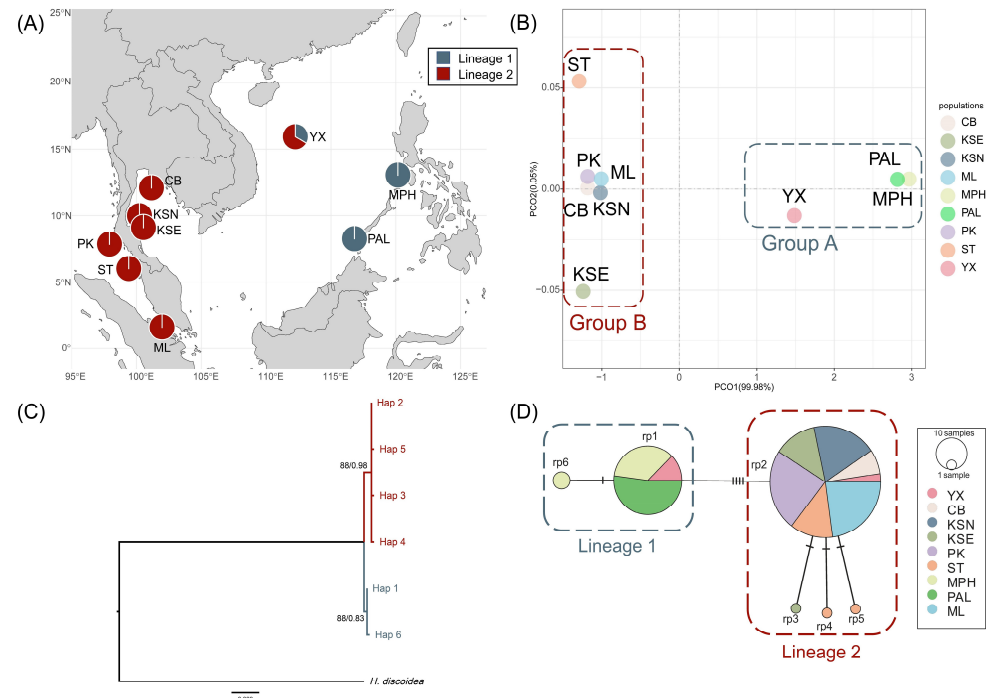 (A)
25°N
20°N
15°N
10°N
5°N
0°
95°E
100°E
105°E
110°E
115°E
120°E
125°E
Lineage 1
Lineage 2
YX
MPH
PAL
CB
KSN
KSE
PK
ST
ML
(B)
0.05
0.00
−0.05
PCO2(0.05%)
−1
0
1
2
3
PCO1(99.98%)
ST
PK
ML
CB
KSN
KSE
Group B
PAL
YX
MPH
Group A
populations
CB
KSE
KSN
ML
MPH
PAL
PK
ST
YX
(C)
Hap 2
Hap 5
88/0.98
Hap 3
Hap 4
Hap 1
88/0.83
Hap 6
H. discoidea
(D)
rp1
rp6
Lineage 1
rp2
rp3
rp4
rp5
Lineage 2
10 samples
1 sample
YX
CB
KSN
KSE
PK
ST
MPH
PAL
ML